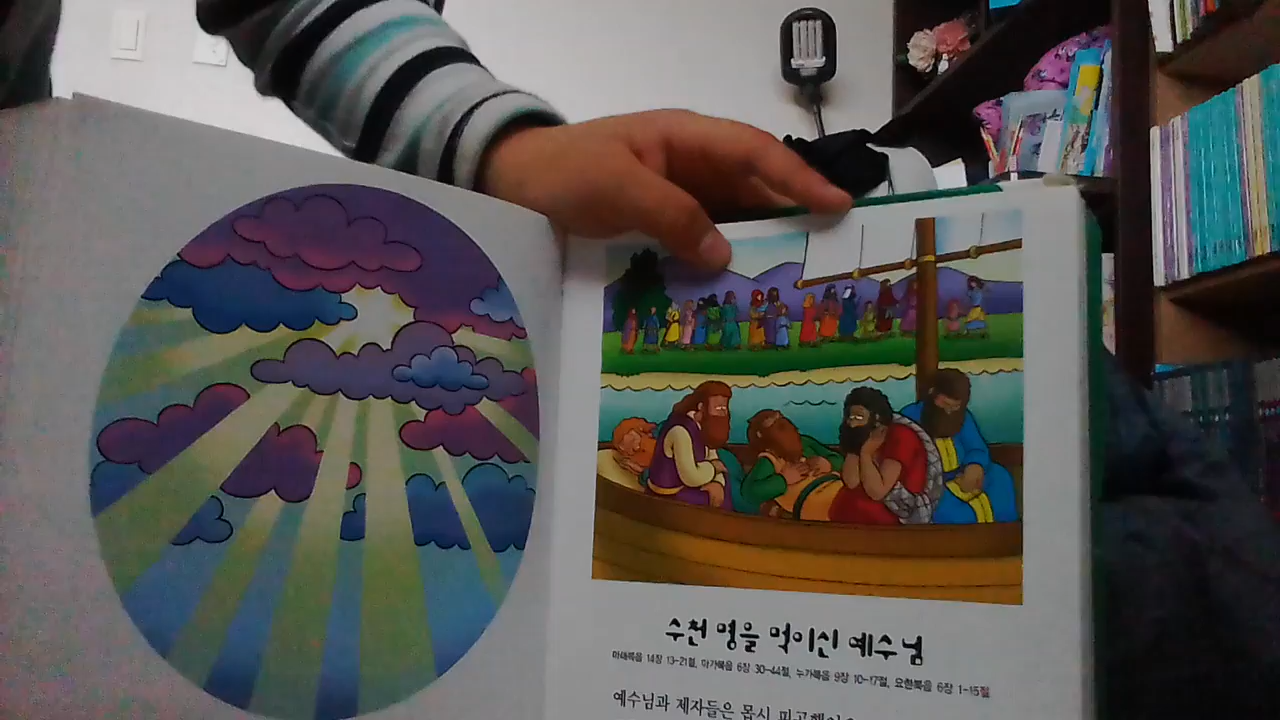 수천 명을 먹이신 예수님
마태복음 14장 13-21절, 마가복음 6장 30-44절, 누가복음 9장 10-17절, 요한복음 6장 1-15절
예수님과 제자들은 몹시